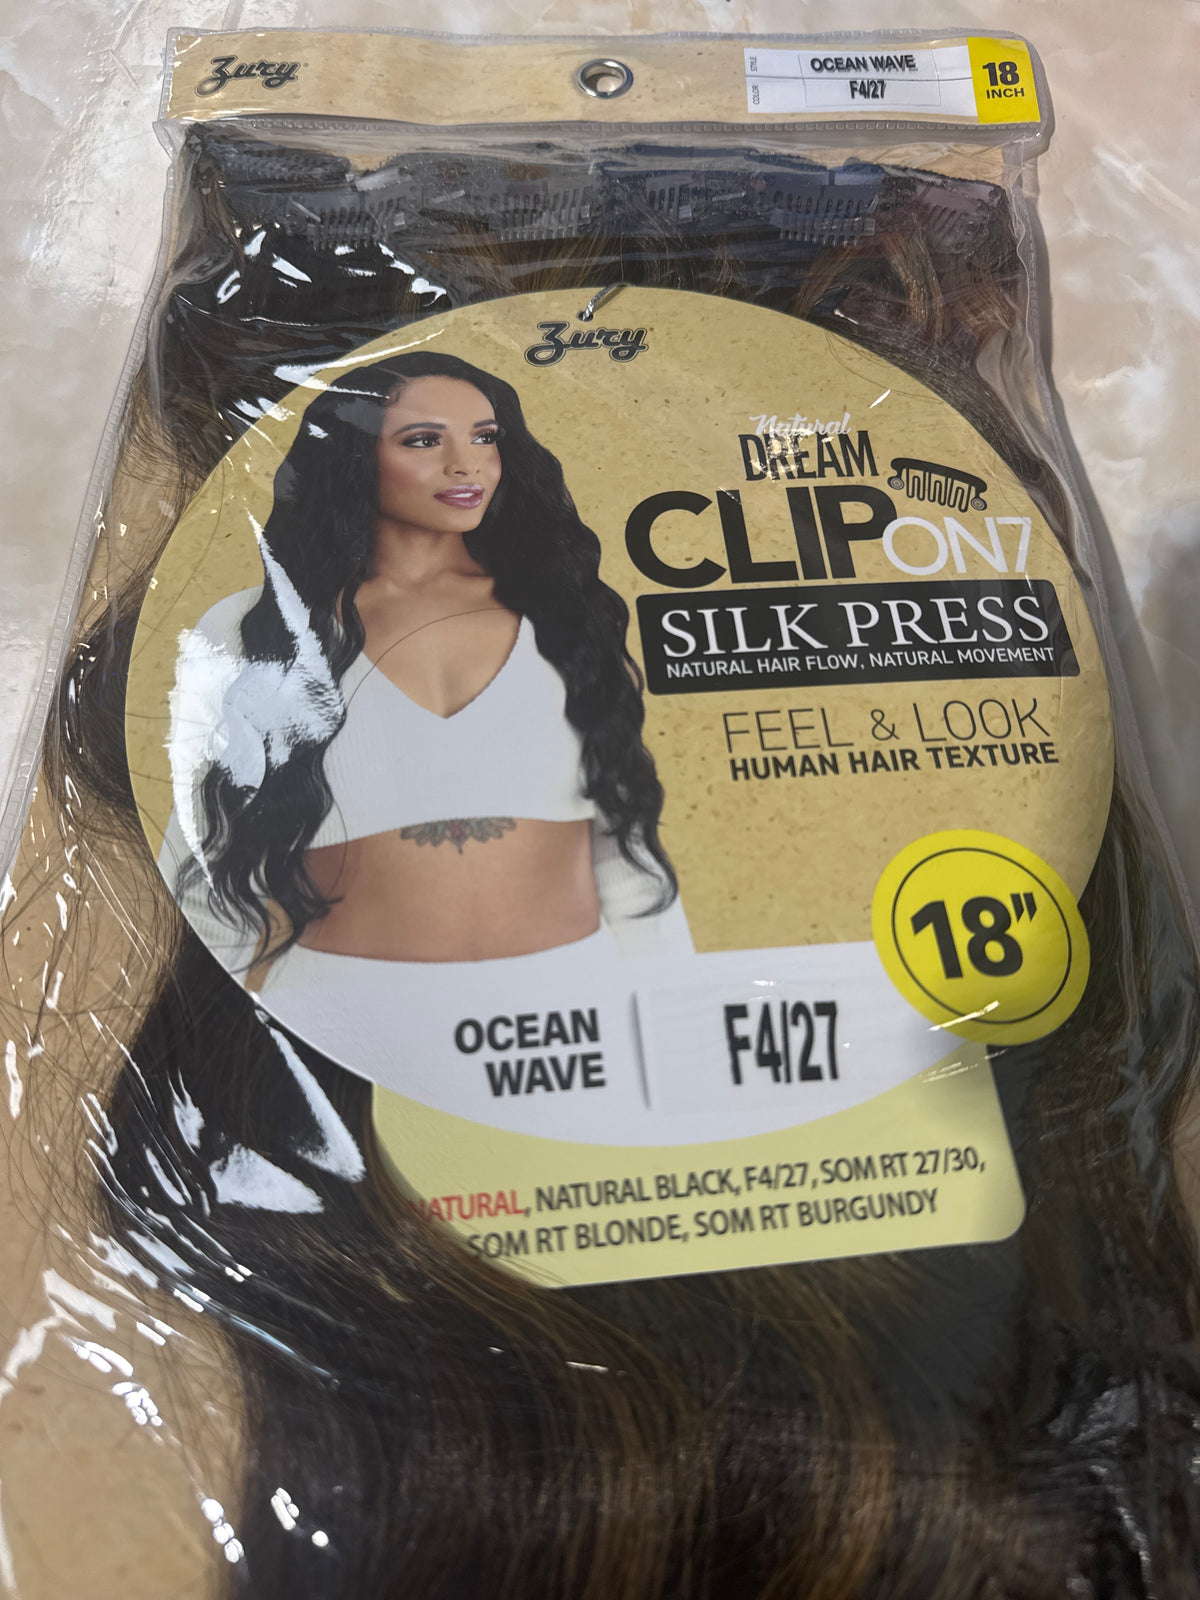 Zury
STYLE
OCEAN WAVE
COLOR
F4/27
18
INCH
Zury
Natural
DREAM
CLIP ON7
SILK PRESS
NATURAL HAIR FLOW, NATURAL MOVEMENT
FEEL & LOOK
HUMAN HAIR TEXTURE
18"
OCEAN
WAVE
F4/27
NATURAL, NATURAL BLACK, F4/27, SOM RT 27/30,
SOM RT BLONDE, SOM RT BURGUNDY